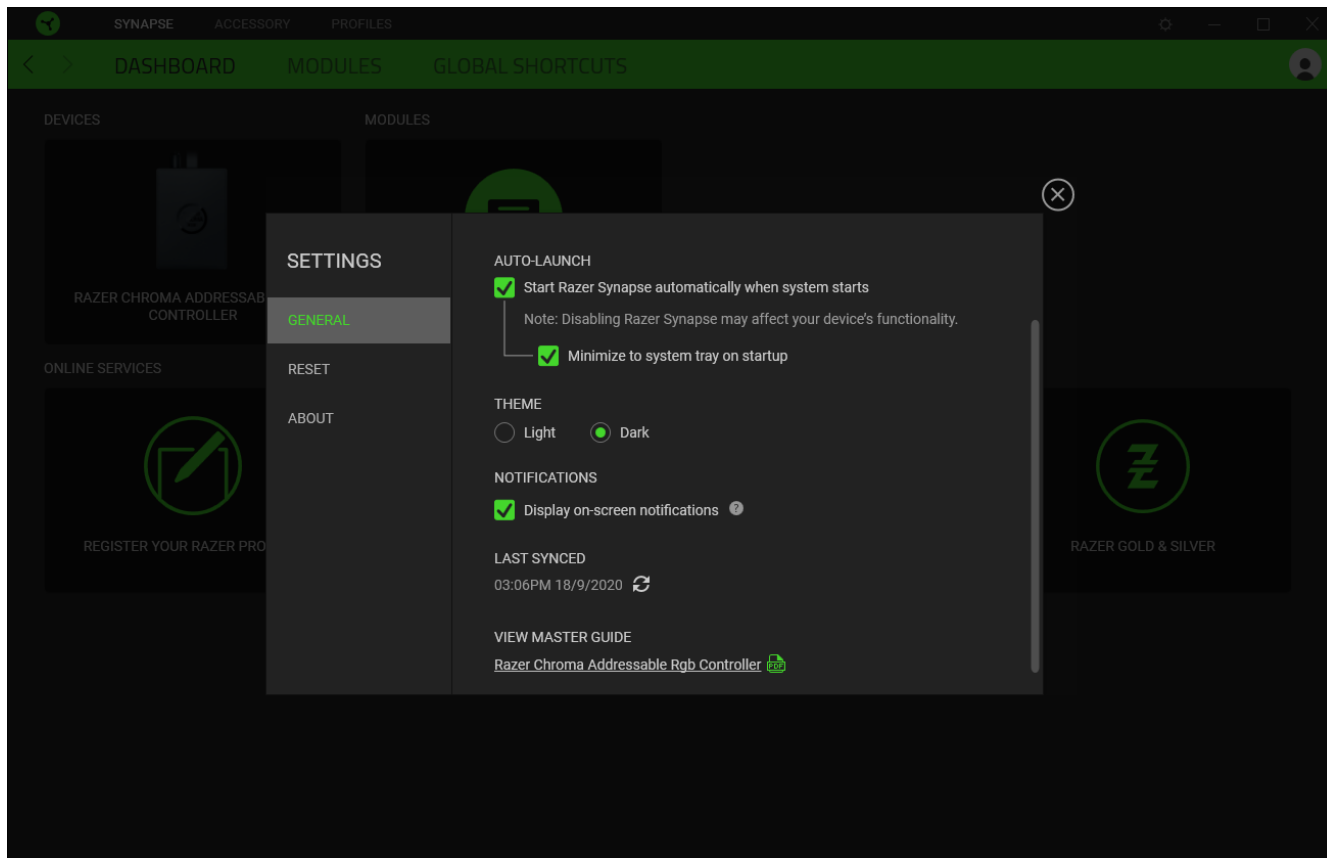 SYNAPSE ACCESSORY PROFILES
DASHBOARD MODULES GLOBAL SHORTCUTS
DEVICES MODULES
RAZER CHROMA ADDRESSAB
CONTROLLER
ONLINE SERVICES
REGISTER YOUR RAZER PRO
SETTINGS
GENERAL
RESET
ABOUT
AUTO-LAUNCH
Start Razer Synapse automatically when system starts
Note: Disabling Razer Synapse may affect your device's functionality.
Minimize to system tray on startup
THEME
Light Dark
NOTIFICATIONS
Display on-screen notifications ?
LAST SYNCED
03:06PM 18/9/2020
VIEW MASTER GUIDE
Razer Chroma Addressable Rgb Controller PDF
RAZER GOLD & SILVER